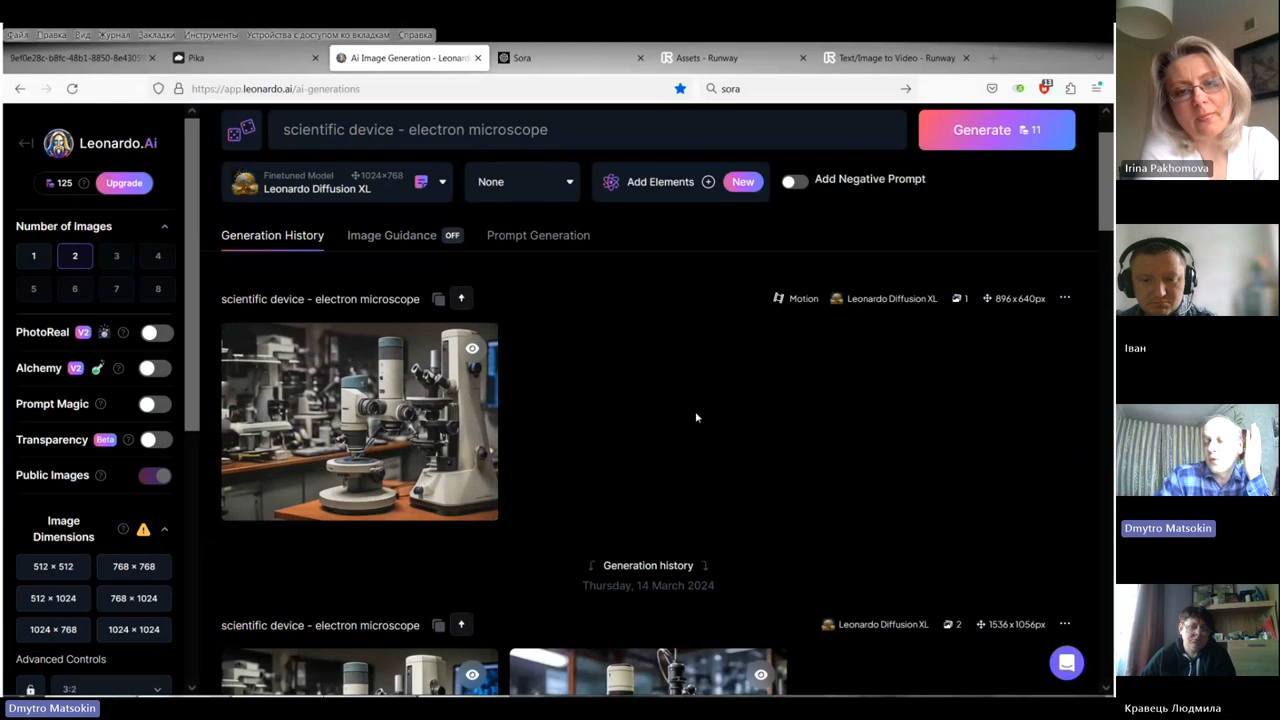 Файл Правка Вид Журнал Закладки Инструменты Устройства с доступом ко вкладкам Справка
Pika
Ai Image Generation - Leonard
Sora
Assets - Runway
Text/Image to Video - Runway
https://app.leonardo.ai/ai-generations
sora
13
Leonardo.Ai
scientific device - electron microscope
Generate 11
125
Upgrade
Finetuned Model 1024×768
Leonardo Diffusion XL
None
Add Elements
New
Add Negative Prompt
Number of Images
1 2 3 4
5 6 7 8
Generation History
Image Guidance OFF
Prompt Generation
scientific device - electron microscope
Motion
Leonardo Diffusion XL
1
896x640px
PhotoReal V2
Alchemy V2
Prompt Magic
Transparency Beta
Public Images
Image
Dimensions
512 × 512
768 × 768
512 × 1024
768 × 1024
1024 × 768
1024 × 1024
Advanced Controls
3:2
Generation history
Thursday, 14 March 2024
scientific device - electron microscope
Leonardo Diffusion XL
2
1536x1056px
Irina Pakhomova
Іван
Dmytro Matsokin
Кравець Людмила
Dmytro Matsokin